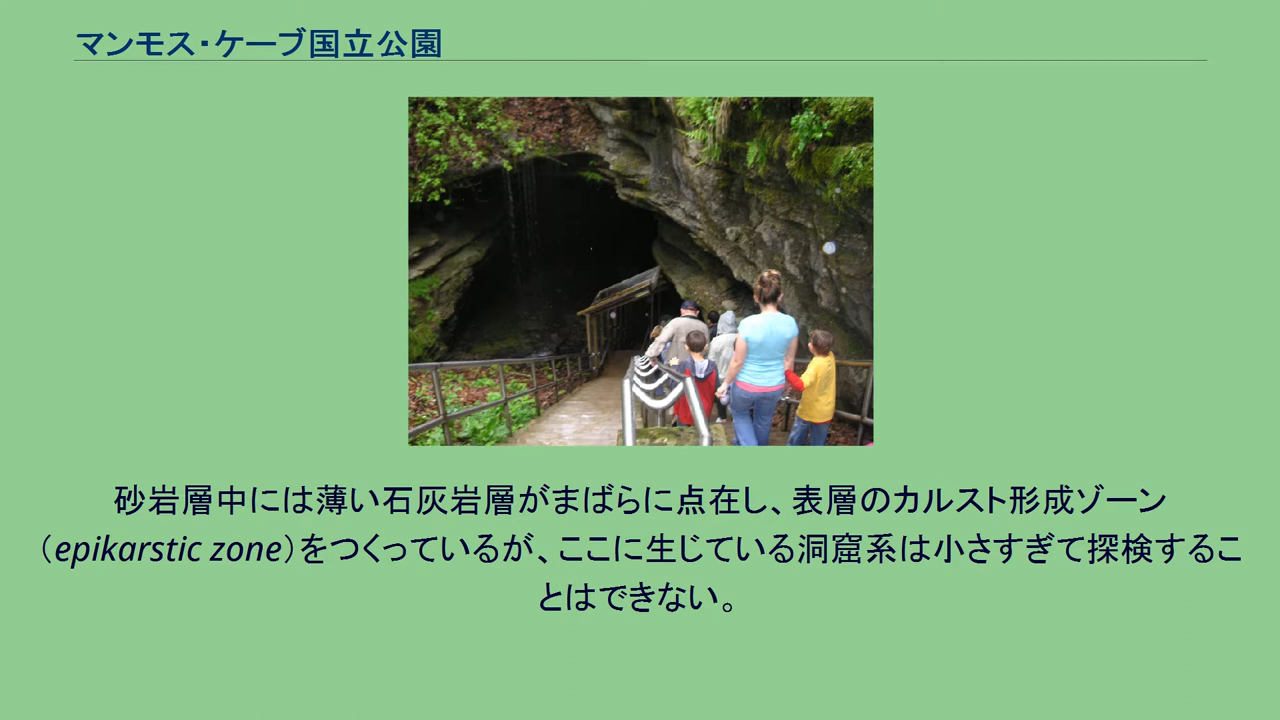 マンモス・ケーブ国立公園
砂岩層中には薄い石灰岩層がまばらに点在し、表層のカルスト形成ゾーン
（epikarstic zone）をつくっているが、ここに生じている洞窟系は小さすぎて探検するこ
とはできない。